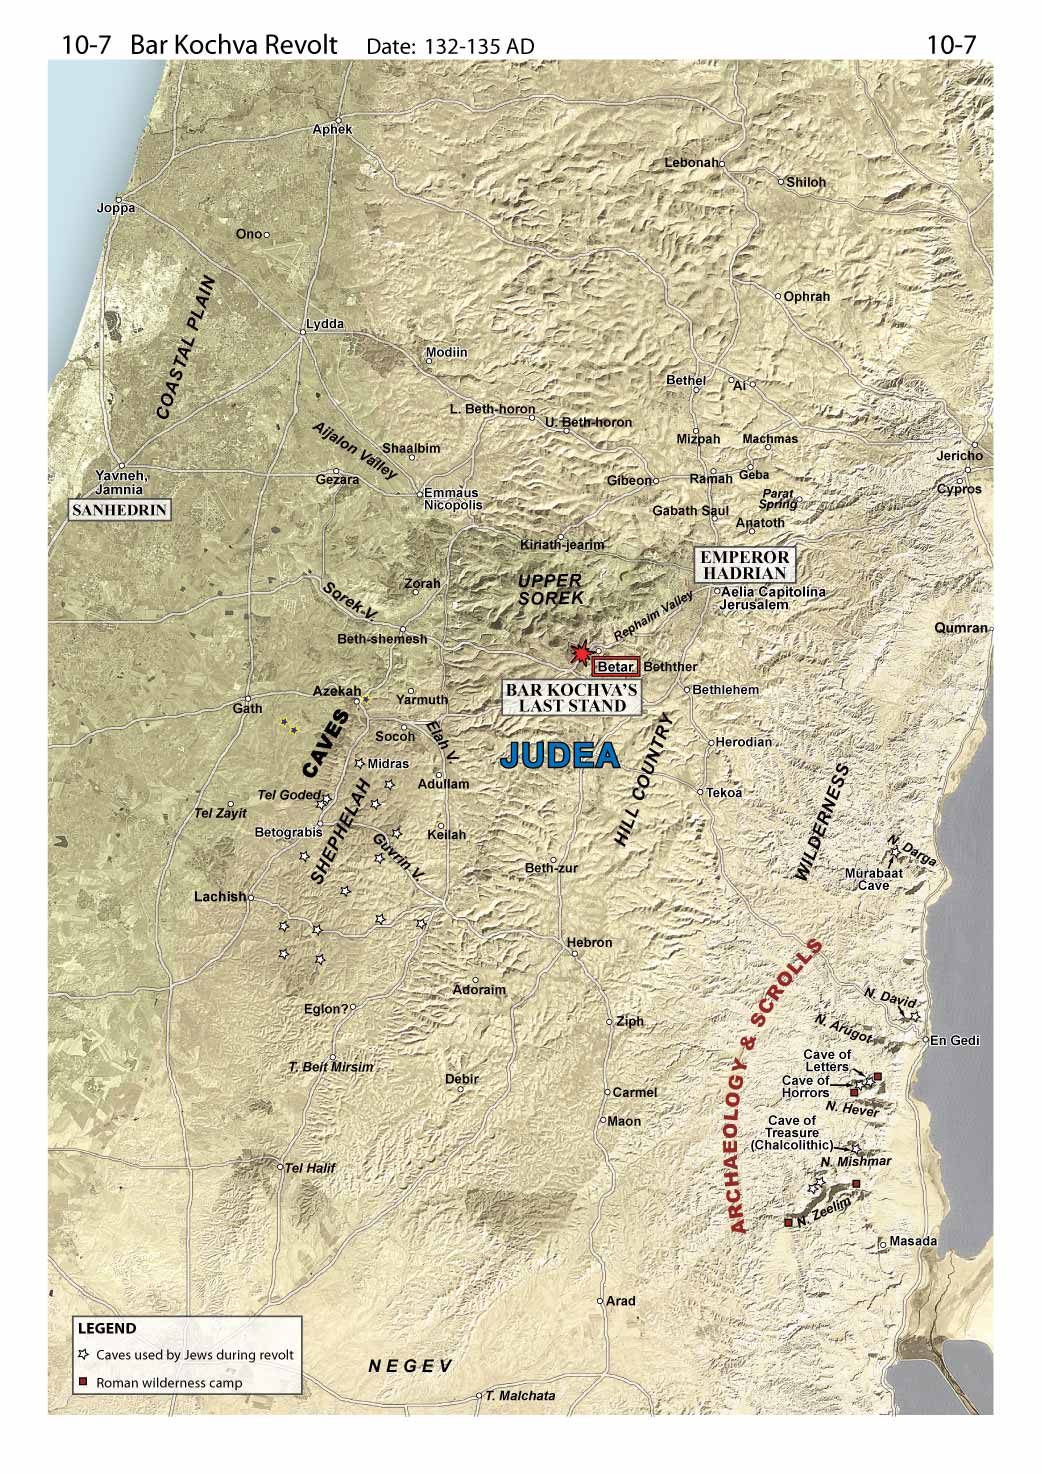 10-7 Bar Kochva Revolt Date: 132-135 AD
10-7
Aphek
Lebonah
Shiloh
Joppa
Ono
COASTAL PLAIN
Ophrah
Lydda
Modiin
Bethel
Ai
L. Beth-horon
U. Beth-horon
Aijalon Valley
Shaalbim
Mizpah
Machmas
Jericho
Yavneh,
Jamnia
SANHEDRIN
Gezara
Emmaus
Nicopolis
Gibeon
Ramah
Geba
Cypros
Parat
Spring
Gabath Saul
Anatoth
Kiriath-jearim
EMPEROR
HADRIAN
UPPER
SOREK
Zorah
Sorek V.
Aelia Capitolina
Jerusalem
Rephaim Valley
Qumran
Beth-shemesh
Betar
Bethther
BAR KOCHVA'S
LAST STAND
Bethlehem
Azekah
Yarmuth
Gath
CAVES
Socoh
Elah V.
JUDEA
HILL COUNTRY
Herodian
Midras
Adullam
Tekoa
WILDERNESS
Tel Goded
Tel Zayit
SHEPHELAH
Betograbis
Keilah
Guvrin V.
Beth-zur
N. Darga
Murabaat
Cave
Lachish
Hebron
ARCHAEOLOGY & SCROLLS
Adoraim
N. David
Eglon?
Ziph
N. Arugot
En Gedi
T. Beit Mirsim
Debir
Cave of
Letters
Cave of
Horrors
Carmel
N. Hever
Maon
Cave of
Treasure
(Chalcolithic)
N. Mishmar
Tel Halif
N. Zeelim
Masada
Arad
LEGEND
Caves used by Jews during revolt
Roman wilderness camp
NEGEV
T. Malchata